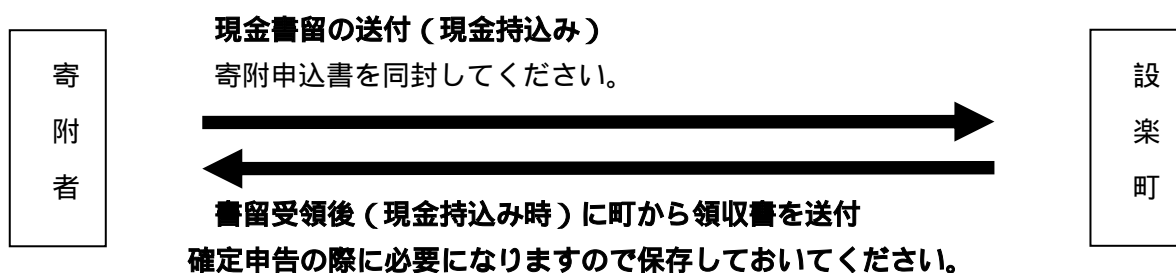 現金書留の送付（現金持込み）
寄附申込書を同封してください。
寄附者
設楽町
書留受領後（現金持込み時）に町から領収書を送付
確定申告の際に必要になりますので保存しておいてください。